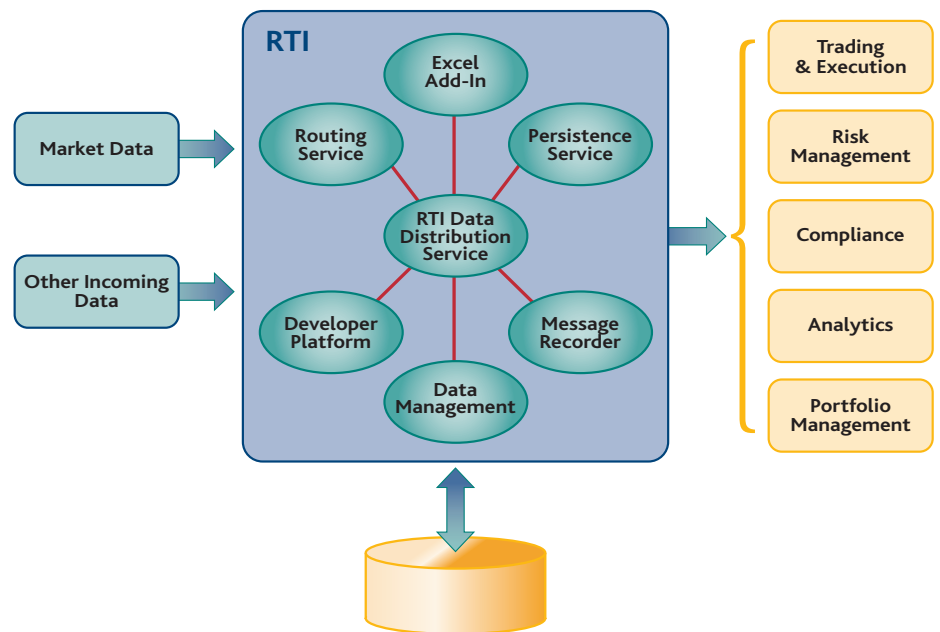 RTI
Excel
Add-In
Routing
Service
Persistence
Service
RTI Data
Distribution
Service
Developer
Platform
Message
Recorder
Data
Management
Market Data
Other Incoming
Data
Trading
& Execution
Risk
Management
Compliance
Analytics
Portfolio
Management